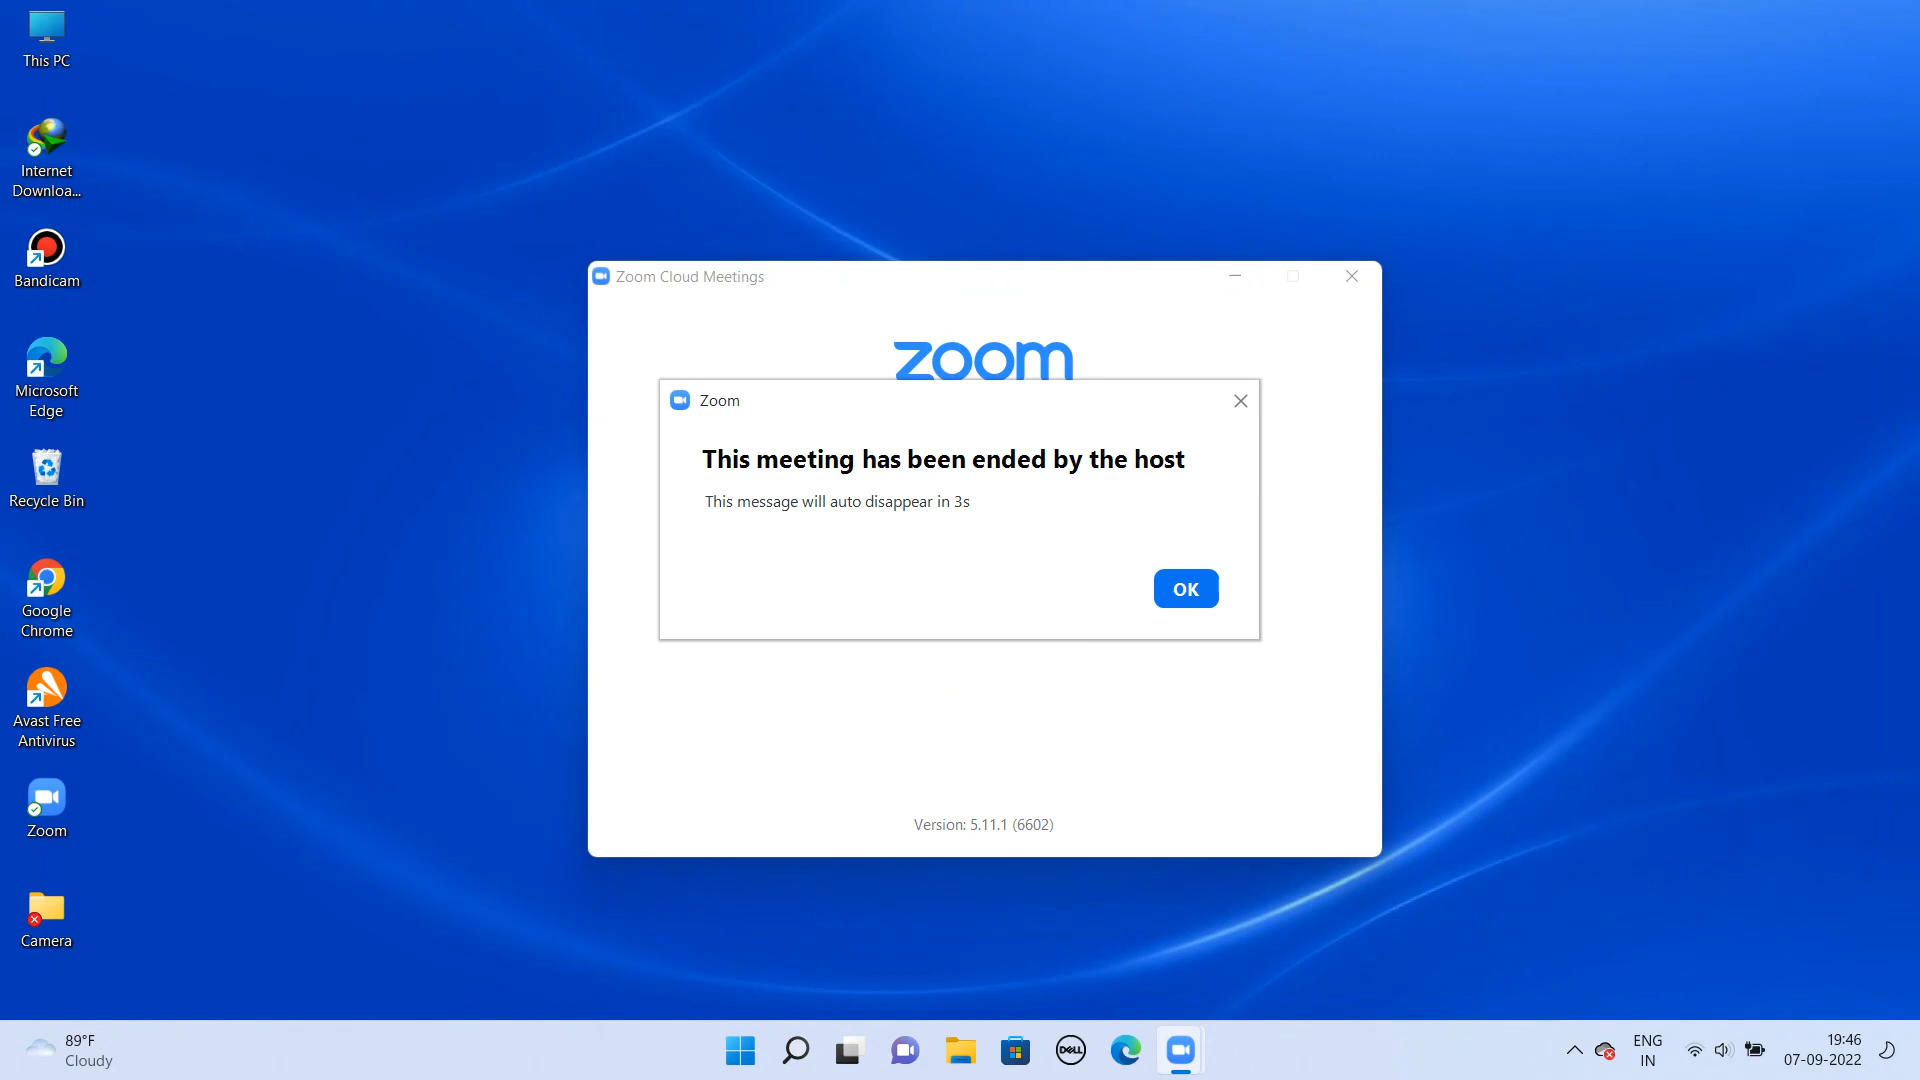 This PC
Internet
Downloa...
Bandicam
Microsoft
Edge
Recycle Bin
Google
Chrome
Avast Free
Antivirus
Zoom
Camera
Zoom Cloud Meetings
zoom
Zoom
This meeting has been ended by the host
This message will auto disappear in 3s
OK
Version: 5.11.1 (6602)
89°F
Cloudy
DELL
ENG
IN
19:46
07-09-2022